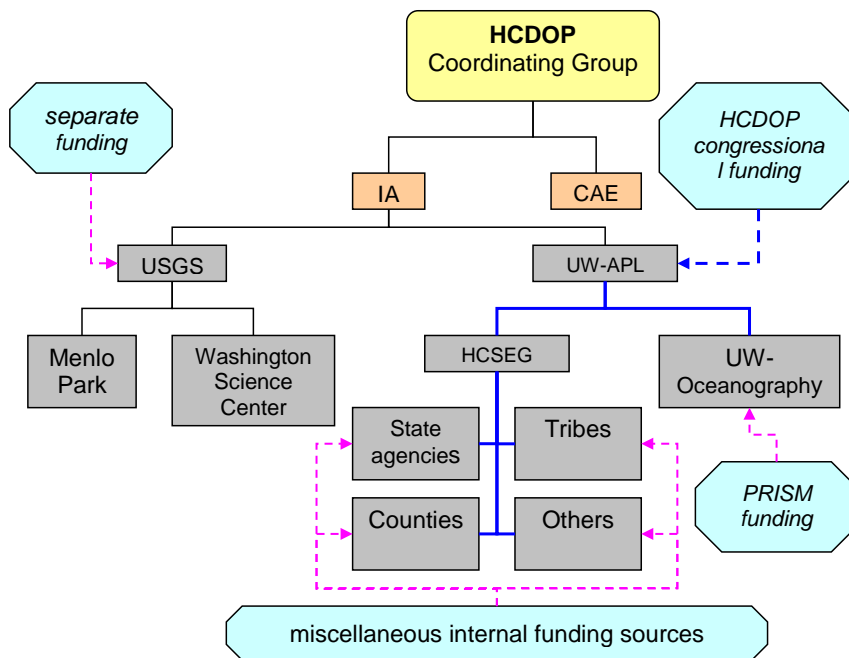 HCDOP
Coordinating Group
separate
funding
HCDOP
congressiona
l funding
IA
CAE
USGS
UW-APL
Menlo
Park
Washington
Science
Center
HCSEG
UW-
Oceanography
State
agencies
Tribes
Counties
Others
PRISM
funding
miscellaneous internal funding sources